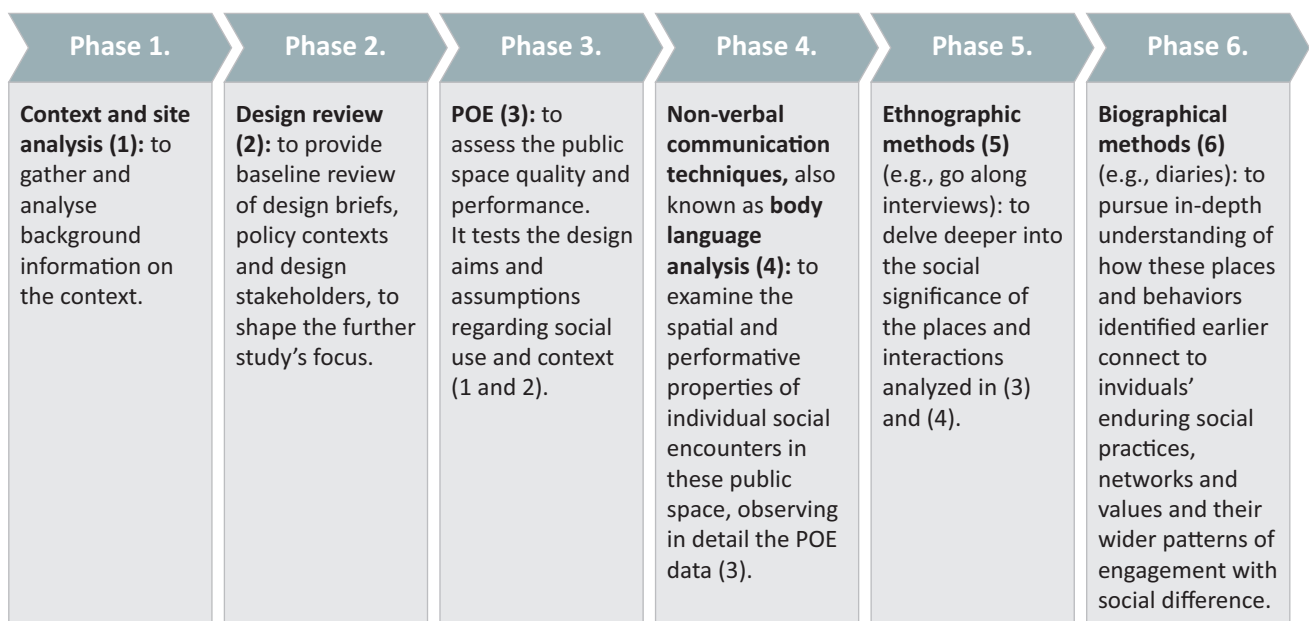 Phase 1.
Context and site
analysis (1): to
gather and
analyse
background
information on
the context.
Phase 2.
Design review
(2): to provide
baseline review
of design briefs,
policy contexts
and design
stakeholders, to
shape the further
study's focus.
Phase 3.
POE (3): to
assess the public
space quality and
performance.
It tests the design
aims and
assumptions
regarding social
use and context
(1 and 2).
Phase 4.
Non-verbal
communication
techniques, also
known as body
language
analysis (4): to
examine the
spatial and
performative
properties of
individual social
encounters in
these public
space, observing
in detail the POE
data (3).
Phase 5.
Ethnographic
methods (5)
(e.g., go along
interviews): to
delve deeper into
the social
significance of
the places and
interactions
analyzed in (3)
and (4).
Phase 6.
Biographical
methods (6)
(e.g., diaries): to
pursue in-depth
understanding of
how these places
and behaviors
identified earlier
connect to
inviduals'
enduring social
practices,
networks and
values and their
wider patterns of
engagement with
social difference.